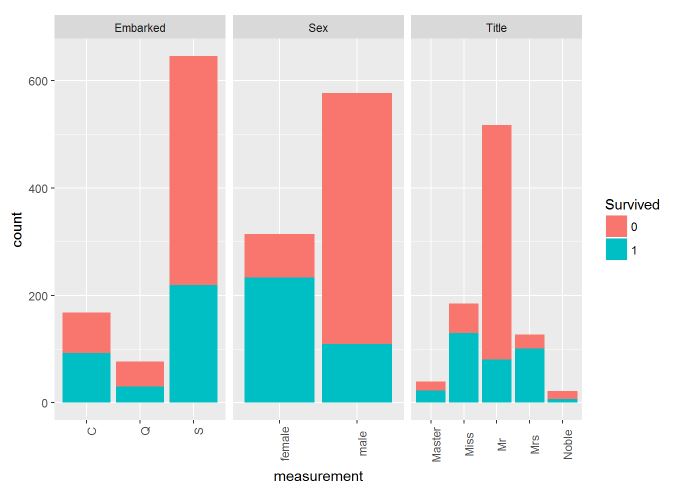 Embarked Sex Title
count
600
400
200
0
C Q S female male Master Miss Mr Mrs Noble
measurement
Survived
0
1